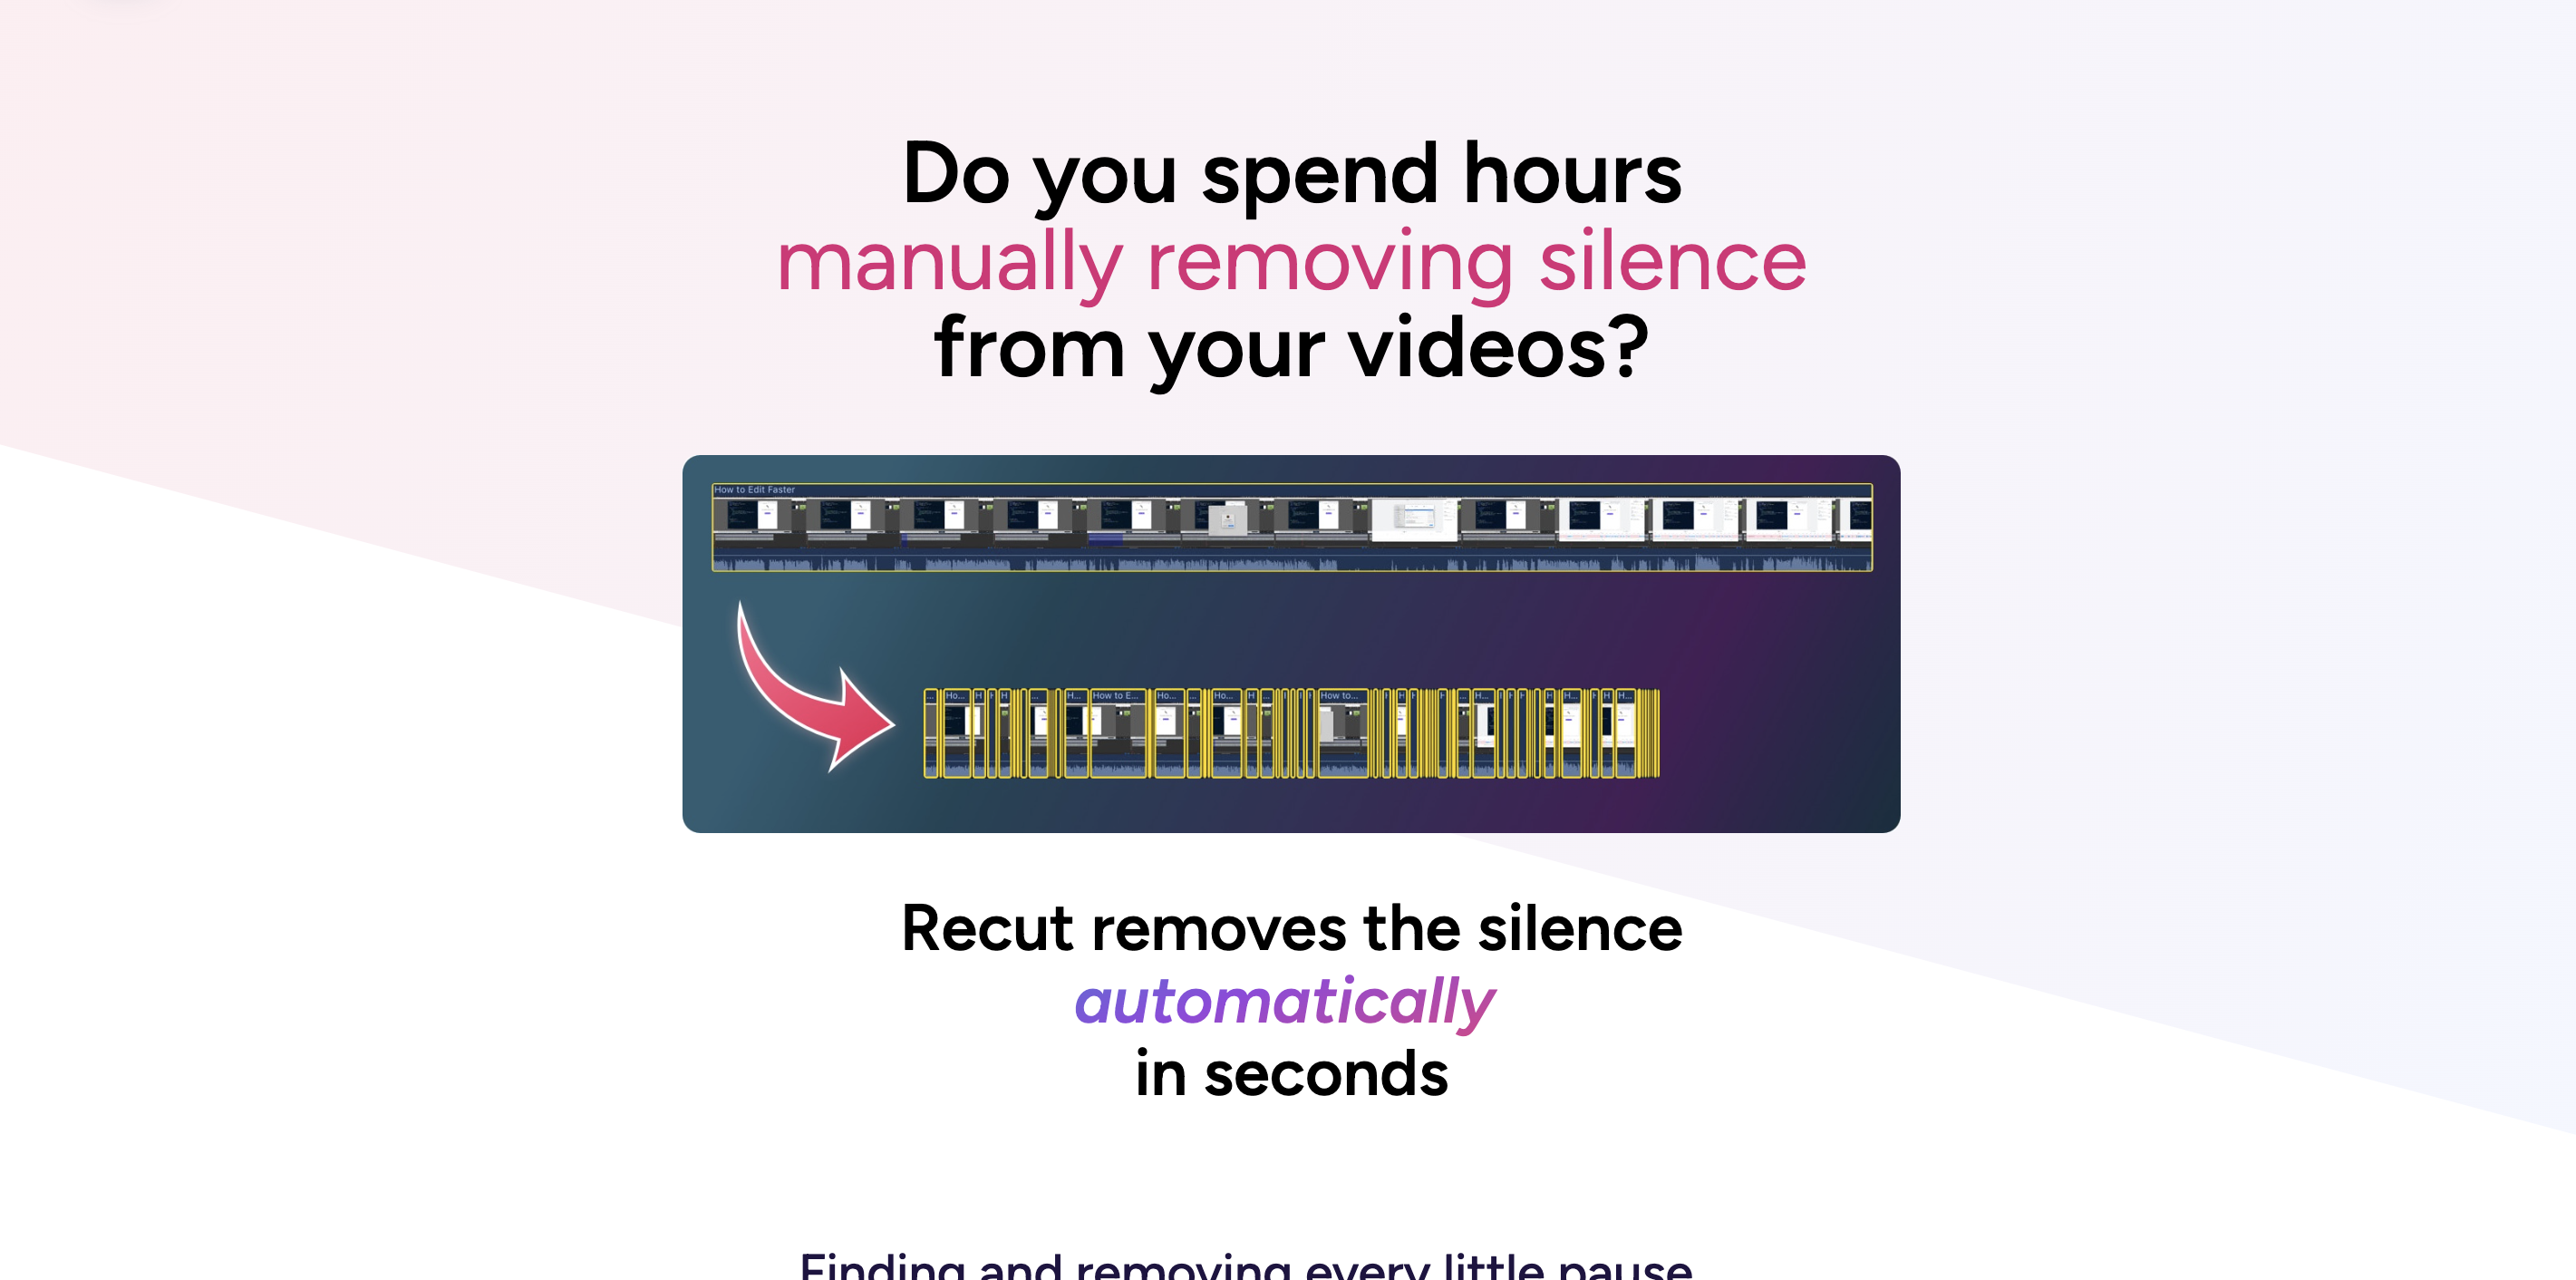 Do you spend hours
manually removing silence
from your videos?
How to Edit Faster
... Ho... H H H ... H... How to E... Ho... ... Ho... H ... How to... H H H ... H... H H... H H...
Recut removes the silence
automatically
in seconds
Finding and removing every little pause